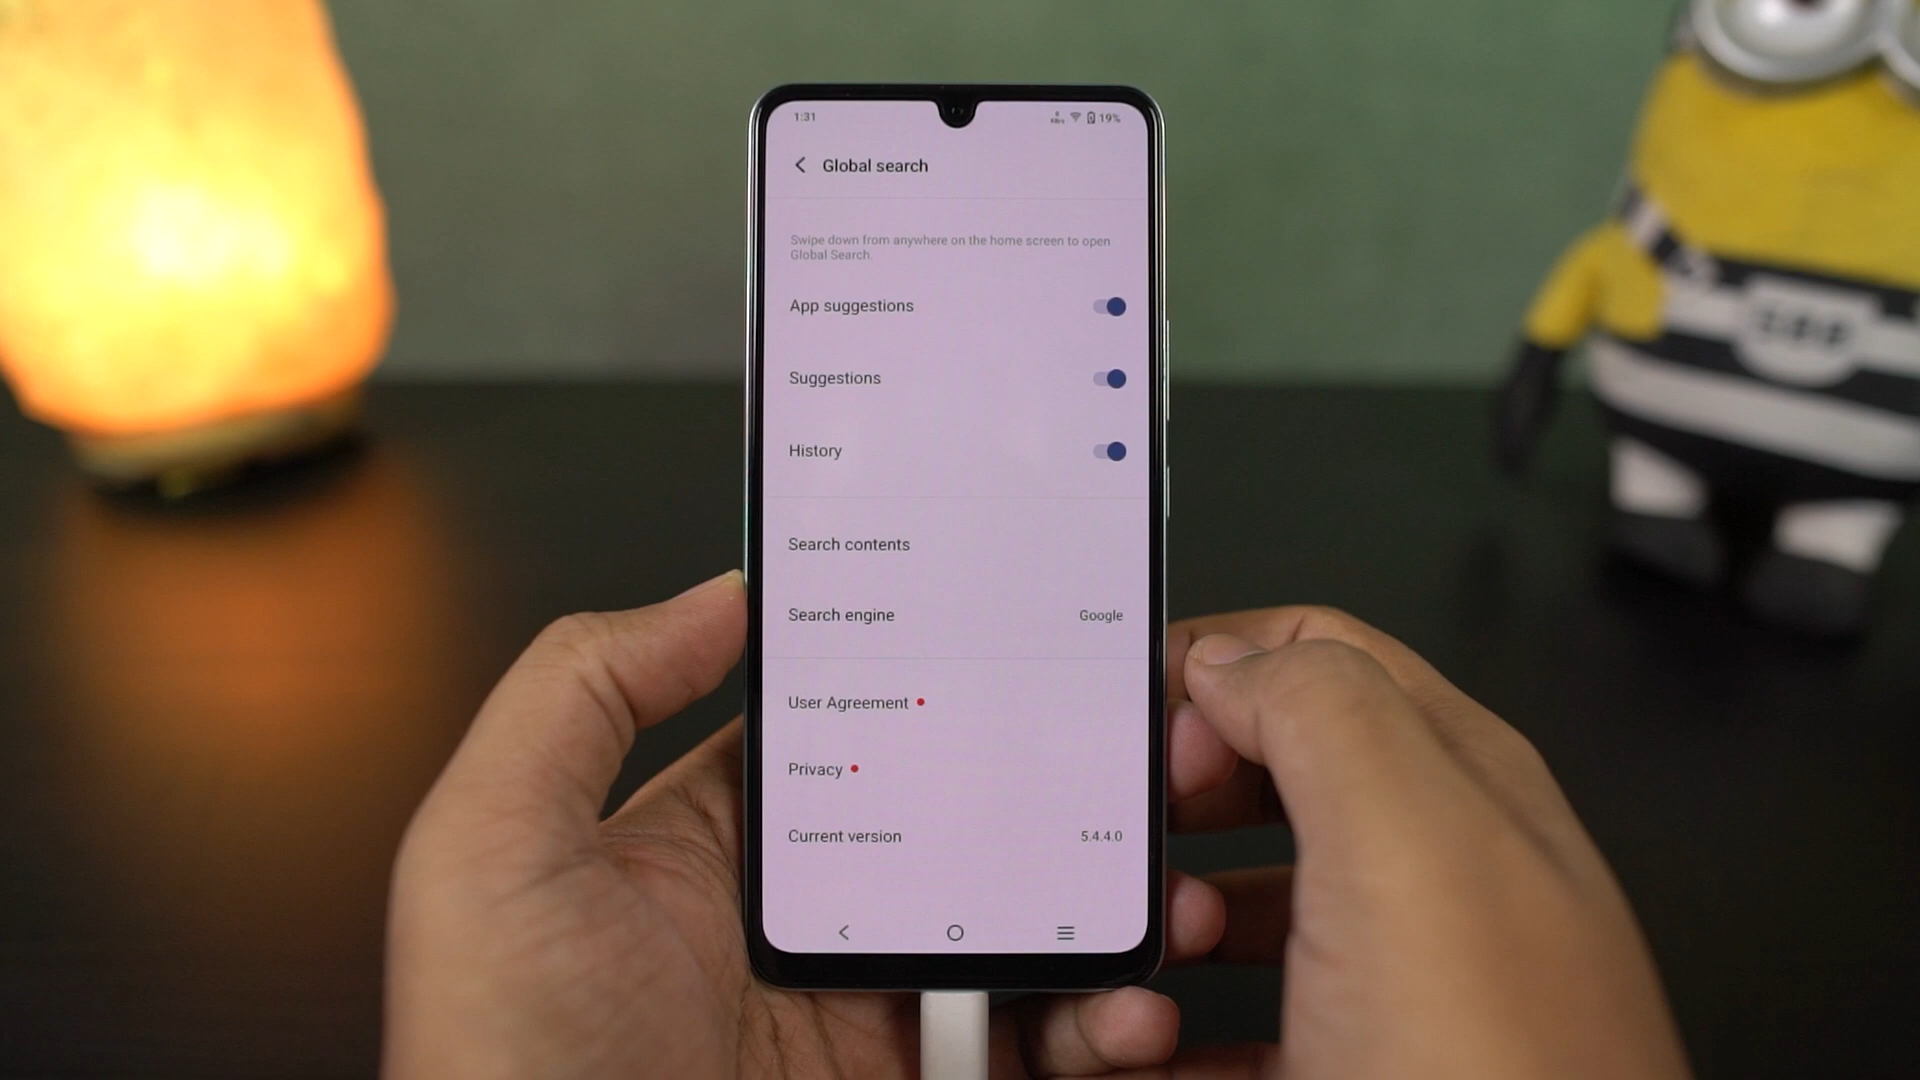 1:31
19%
Global search
Swipe down from anywhere on the home screen to open
Global Search.
App suggestions
Suggestions
History
Search contents
Search engine
Google
User Agreement
Privacy
Current version
5.4.4.0